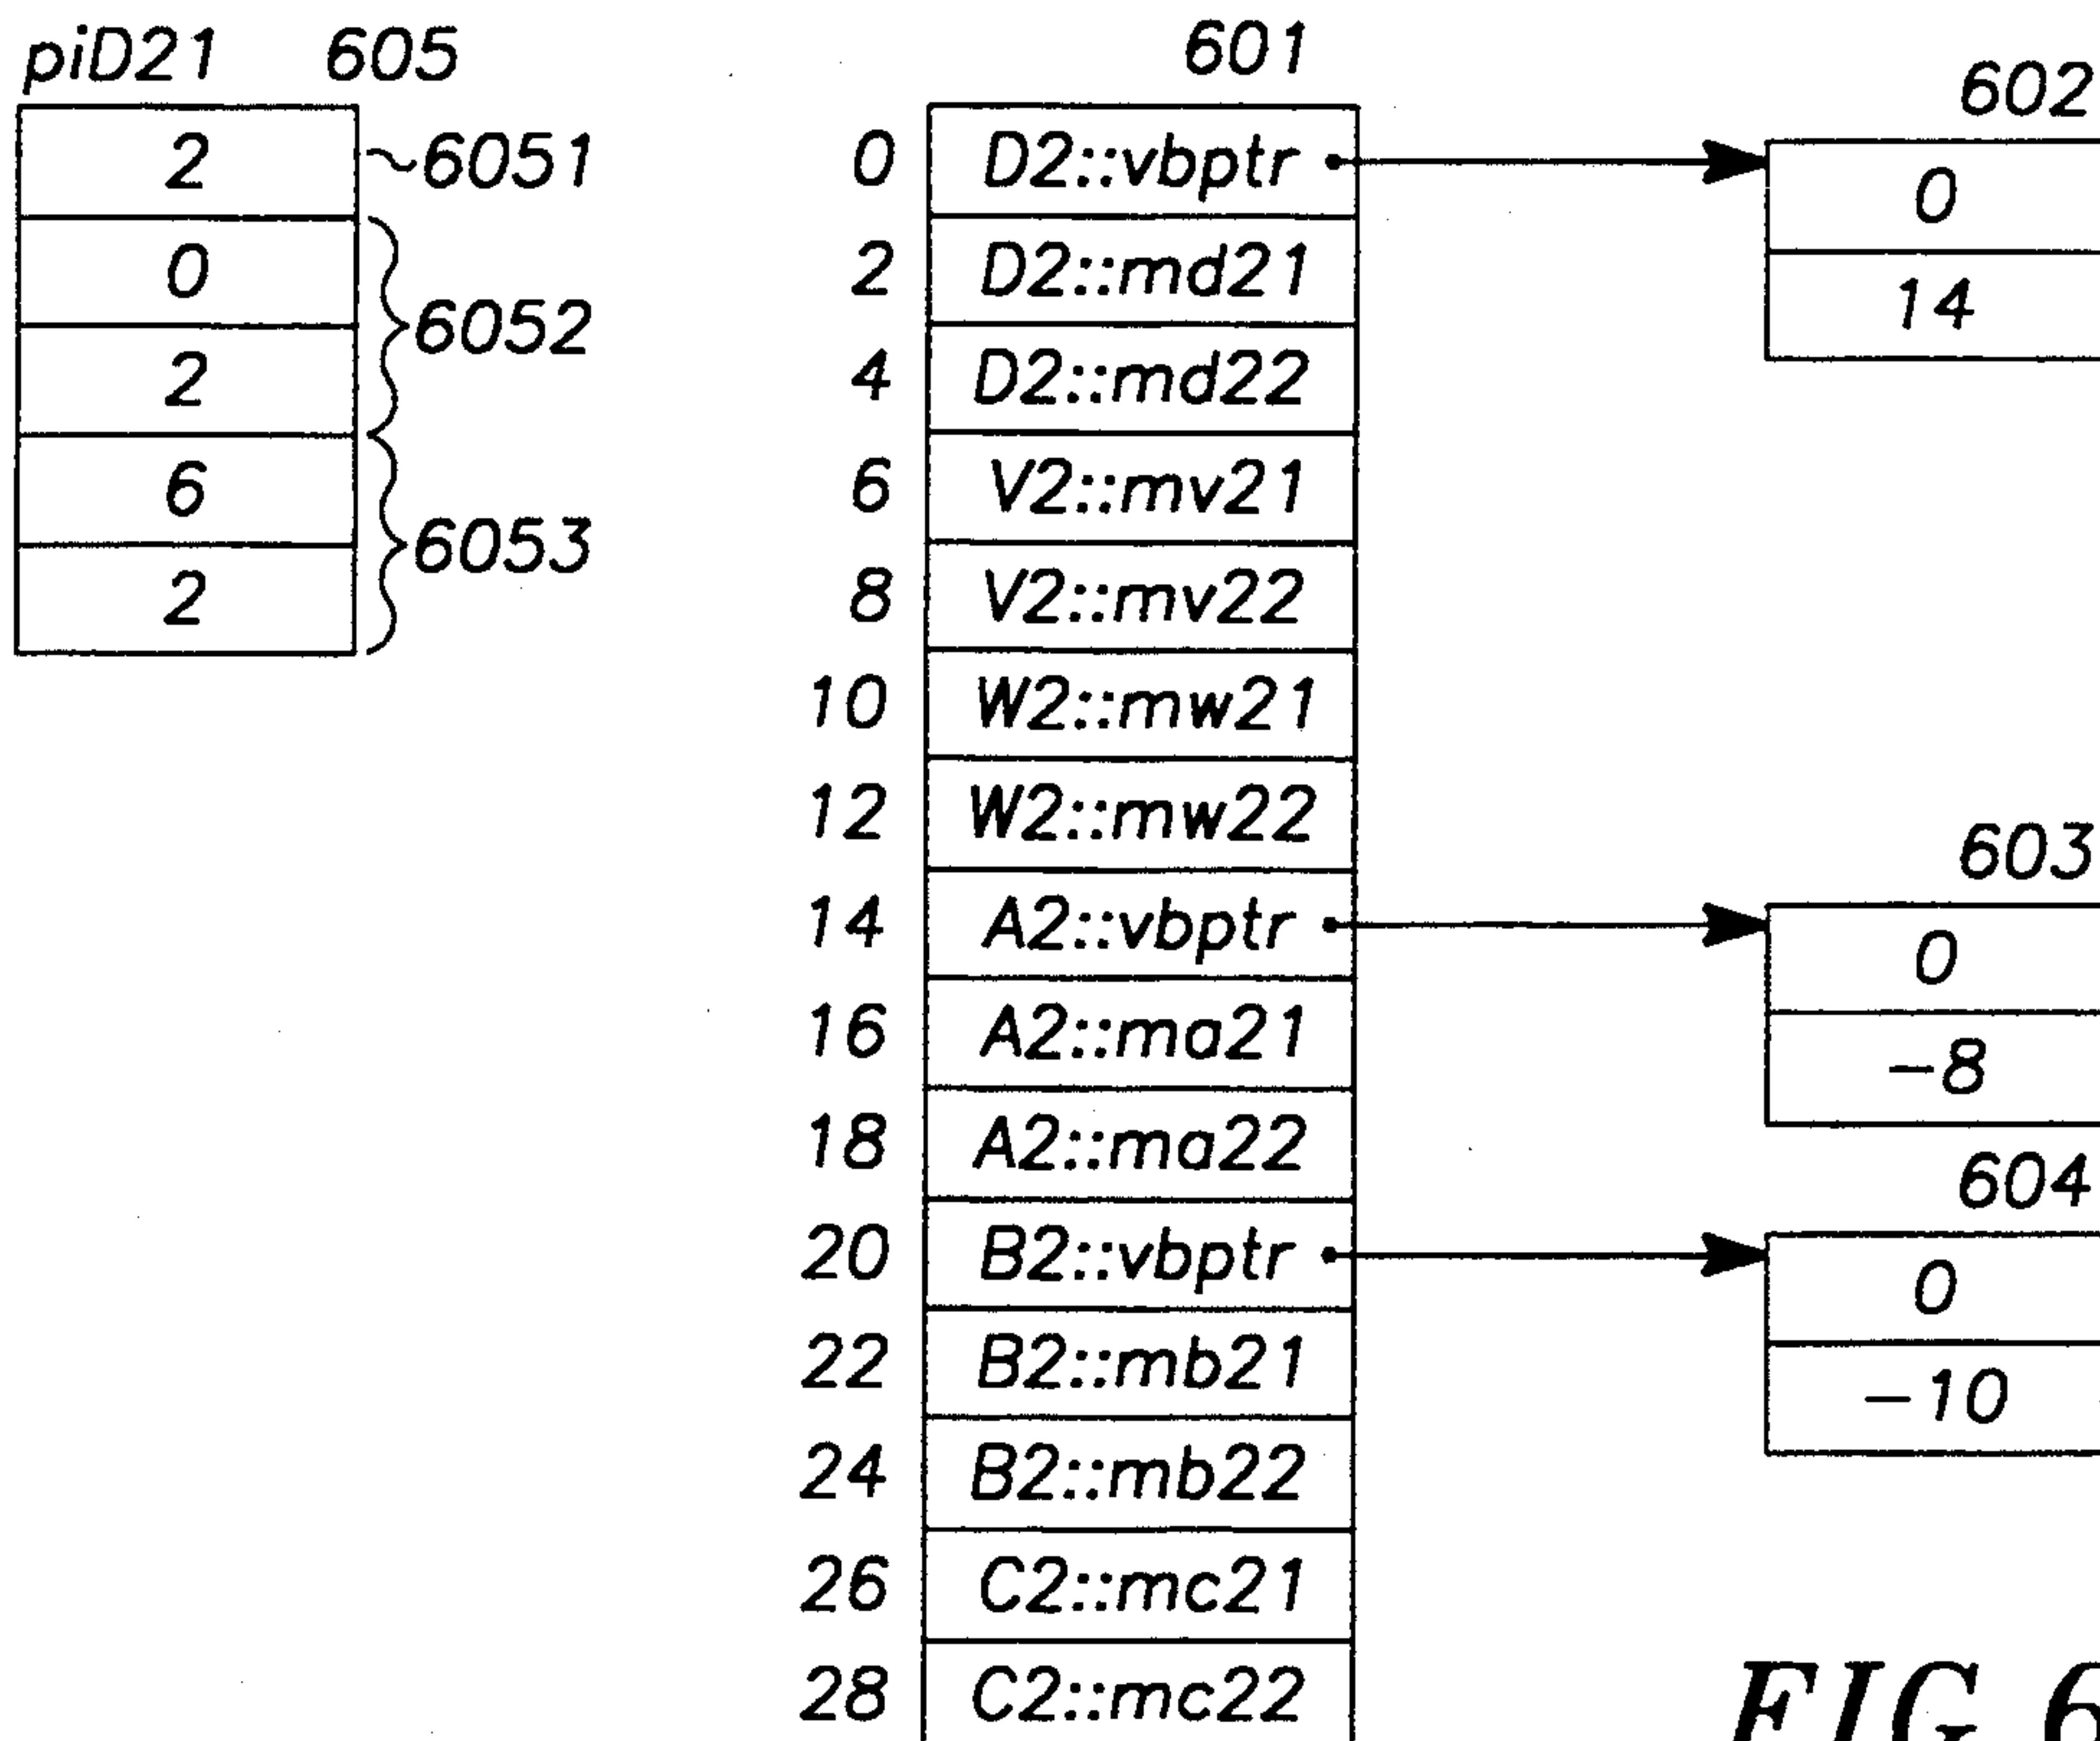 piD21 605
2 6051
0
6052
2
6
6053
2
601
0 D2::vbptr
2 D2::md21
4 D2::md22
6 V2::mv21
8 V2::mv22
10 W2::mw21
12 W2::mw22
14 A2::vbptr
16 A2::ma21
18 A2::ma22
20 B2::vbptr
22 B2::mb21
24 B2::mb22
26 C2::mc21
28 C2::mc22
602
0
14
603
0
-8
604
0
-10
FIG. 6